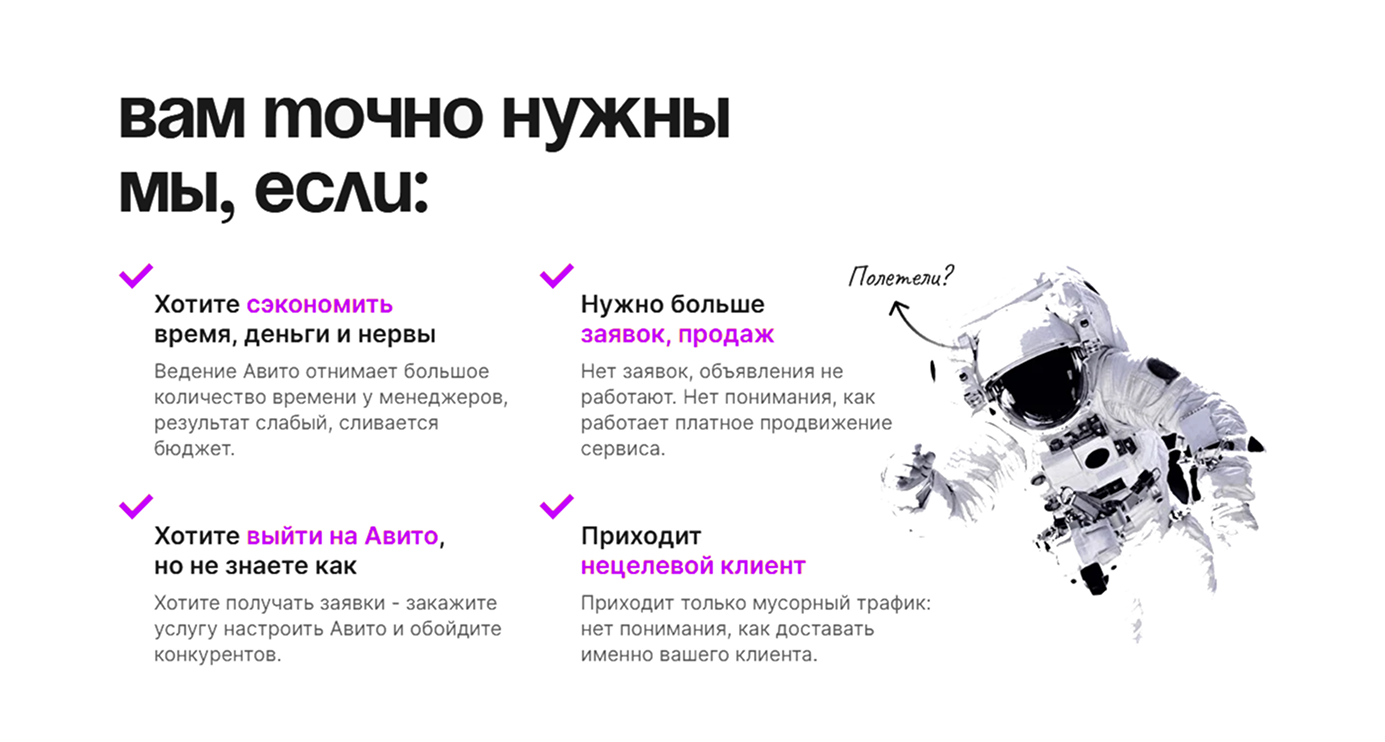 вам точно нужны
мы, если:
Хотите сэкономить
время, деньги и нервы
Ведение Авито отнимает большое
количество времени у менеджеров,
результат слабый, сливается
бюджет.
Нужно больше
заявок, продаж
Нет заявок, объявления не
работают. Нет понимания, как
работает платное продвижение
сервиса.
Полетели?
Хотите выйти на Авито,
но не знаете как
Хотите получать заявки - закажите
услугу настроить Авито и обойдите
конкурентов.
Приходит
нецелевой клиент
Приходит только мусорный трафик:
нет понимания, как доставать
именно вашего клиента.